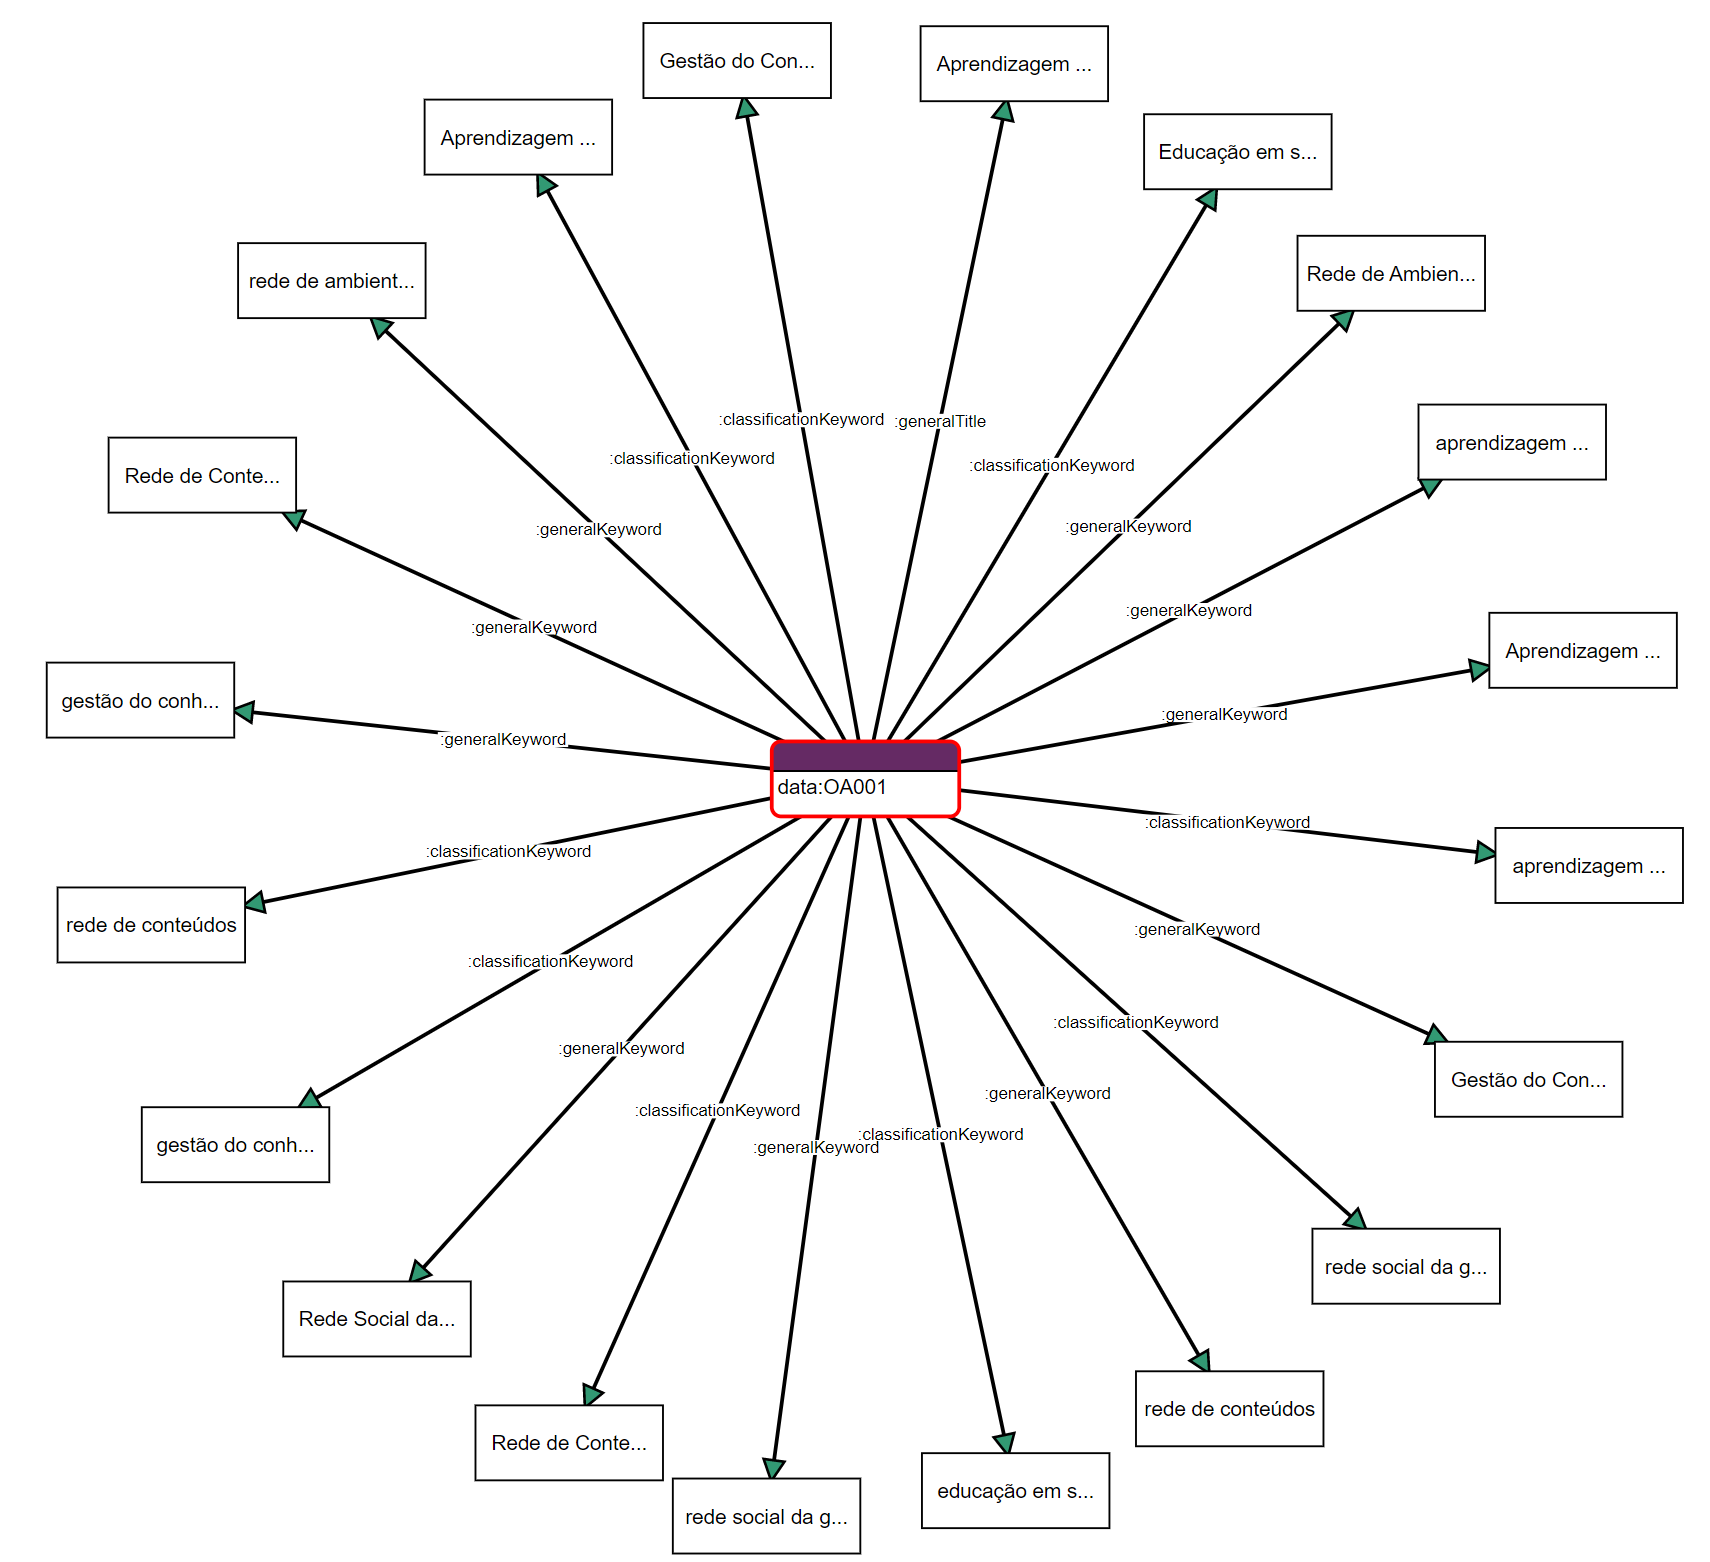 Gestão do Con...
Aprendizagem ...
Aprendizagem ...
Educação em s...
rede de ambient...
Rede de Ambien...
:classificationKeyword
:generalTitle
aprendizagem ...
:classificationKeyword
:classificationKeyword
Rede de Conte...
:generalKeyword
:generalKeyword
:generalKeyword
:generalKeyword
Aprendizagem ...
gestão do conh...
:generalKeyword
:generalKeyword
data:OA001
:classificationKeyword
:classificationKeyword
aprendizagem ...
rede de conteúdos
:generalKeyword
:classificationKeyword
:classificationKeyword
:generalKeyword
Gestão do Con...
:generalKeyword
:classificationKeyword
:classificationKeyword
:generalKeyword
gestão do conh...
rede social da g...
Rede Social da...
rede de conteúdos
Rede de Conte...
educação em s...
rede social da g...